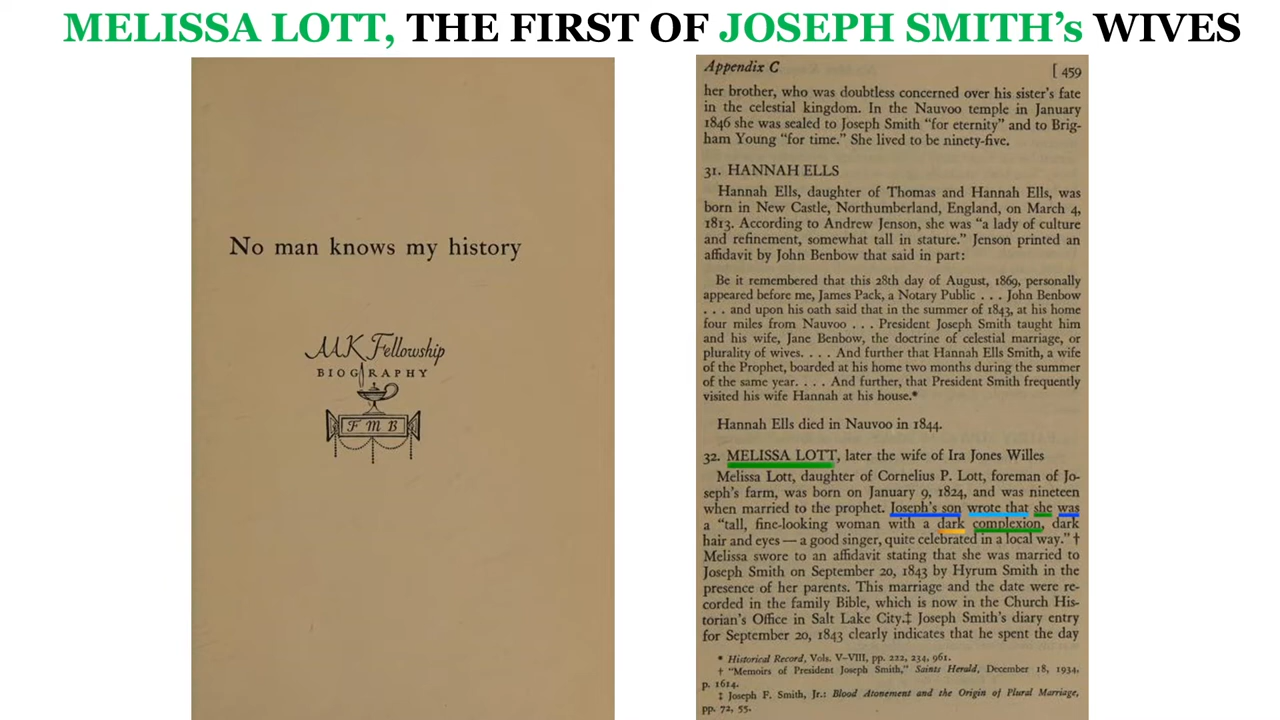 MELISSA LOTT, THE FIRST OF JOSEPH SMITH's WIVES
No man knows my history
MK Fellowship
BIOGRAPHY
F M B
Appendix C [ 459
her brother, who was doubtless concerned over his sister's fate
in the celestial kingdom. In the Nauvoo temple in January
1846 she was sealed to Joseph Smith “for eternity” and to Brig-
ham Young “for time.” She lived to be ninety-five.
31. HANNAH ELLS
Hannah Ells, daughter of Thomas and Hannah Ells, was
born in New Castle, Northumberland, England, on March 4,
1813. According to Andrew Jenson, she was “a lady of culture
and refinement, somewhat tall in stature.” Jenson printed an
affidavit by John Benbow that said in part:
Be it remembered that this 28th day of August, 1869, personally
appeared before me, James Pack, a Notary Public . . . John Benbow
. . . and upon his oath said that in the summer of 1843, at his home
four miles from Nauvoo . . . President Joseph Smith taught him
and his wife, Jane Benbow, the doctrine of celestial marriage, or
plurality of wives. . . . And further that Hannah Ells Smith, a wife
of the Prophet, boarded at his home two months during the summer
of the same year. . . . And further, that President Smith frequently
visited his wife Hannah at his house.*
Hannah Ells died in Nauvoo in 1844.
32. MELISSA LOTT, later the wife of Ira Jones Willes
Melissa Lott, daughter of Cornelius P. Lott, foreman of Jo-
seph's farm, was born on January 9, 1824, and was nineteen
when married to the prophet. Joseph's son wrote that she was
a “tall, fine-looking woman with a dark complexion, dark
hair and eyes — a good singer, quite celebrated in a local way.” †
Melissa swore to an affidavit stating that she was married to
Joseph Smith on September 20, 1843 by Hyrum Smith in the
presence of her parents. This marriage and the date were re-
corded in the family Bible, which is now in the Church His-
torian's Office in Salt Lake City.‡ Joseph Smith's diary entry
for September 20, 1843 clearly indicates that he spent the day
* Historical Record, Vols. V–VIII, pp. 222, 234, 961.
† “Memoirs of President Joseph Smith,” Saints Herald, December 18, 1934,
p. 1614.
‡ Joseph F. Smith, Jr.: Blood Atonement and the Origin of Plural Marriage,
pp. 72, 55.